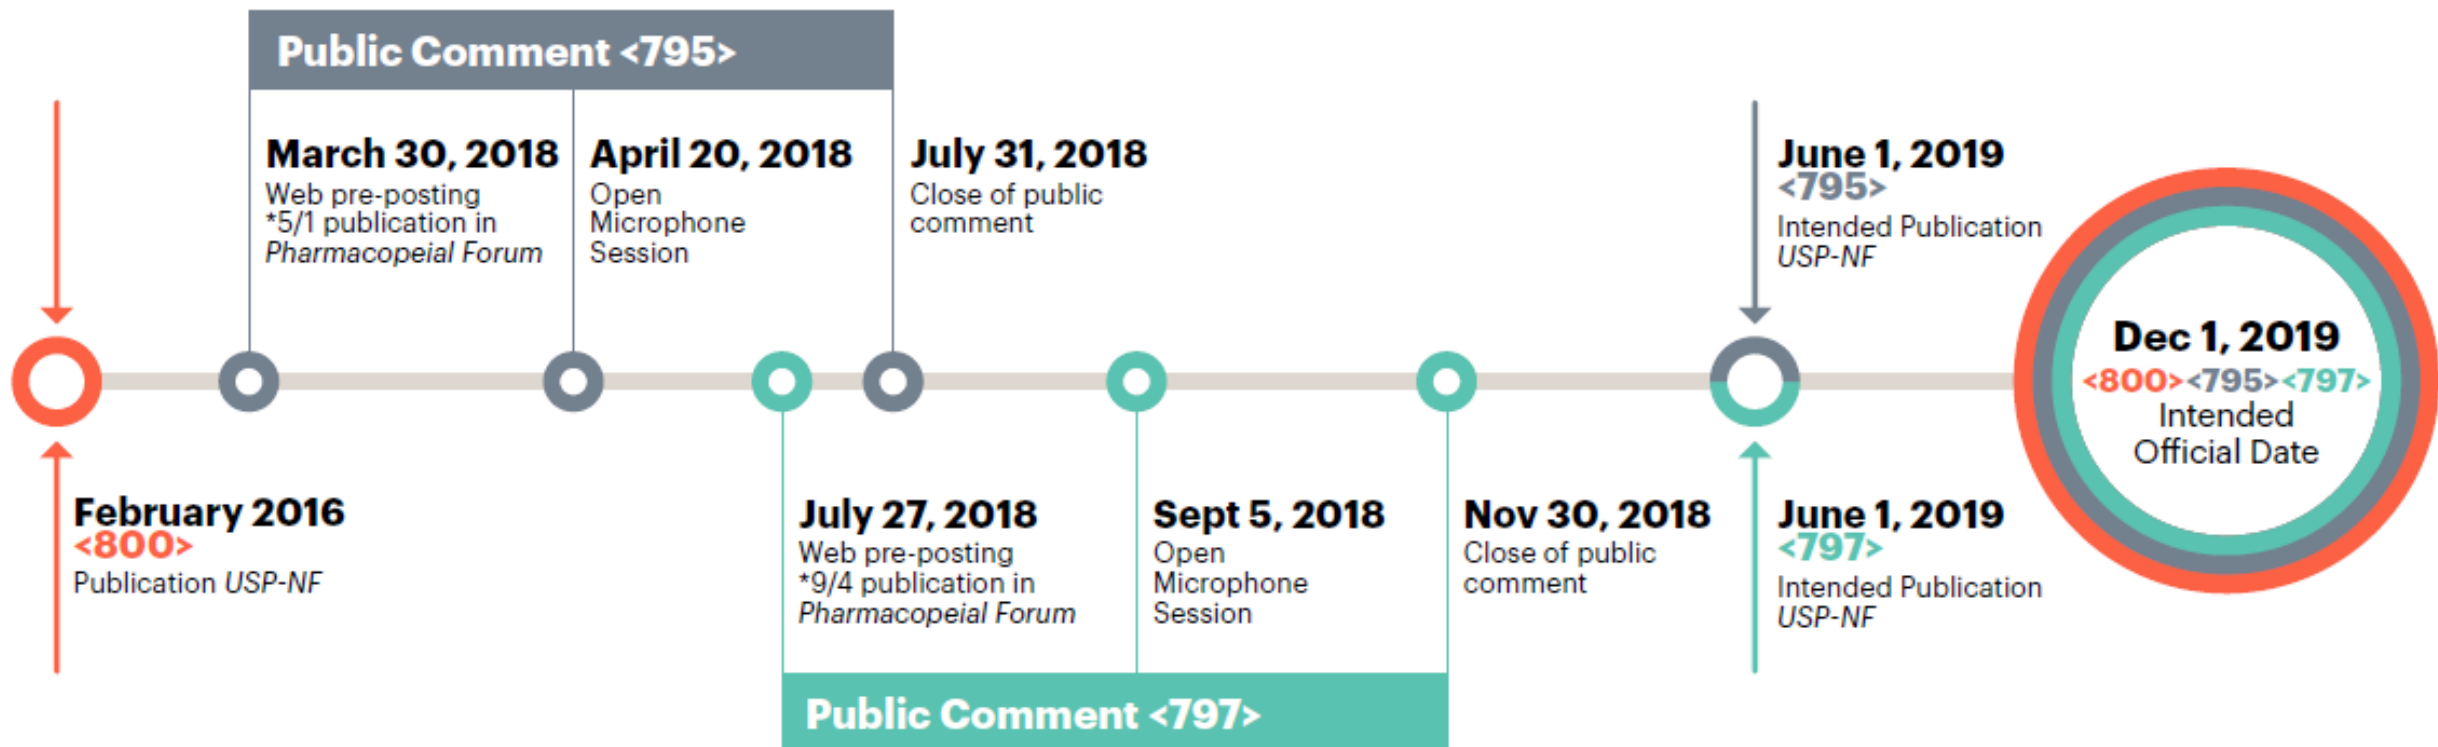 Public Comment <795>
March 30, 2018
Web pre-posting
*5/1 publication in
Pharmacopeial Forum
April 20, 2018
Open
Microphone
Session
July 31, 2018
Close of public
comment
June 1, 2019
<795>
Intended Publication
USP-NF
Dec 1, 2019
<800><795><797>
Intended
Official Date
February 2016
<800>
Publication USP-NF
July 27, 2018
Web pre-posting
*9/4 publication in
Pharmacopeial Forum
Sept 5, 2018
Open
Microphone
Session
Nov 30, 2018
Close of public
comment
June 1, 2019
<797>
Intended Publication
USP-NF
Public Comment <797>